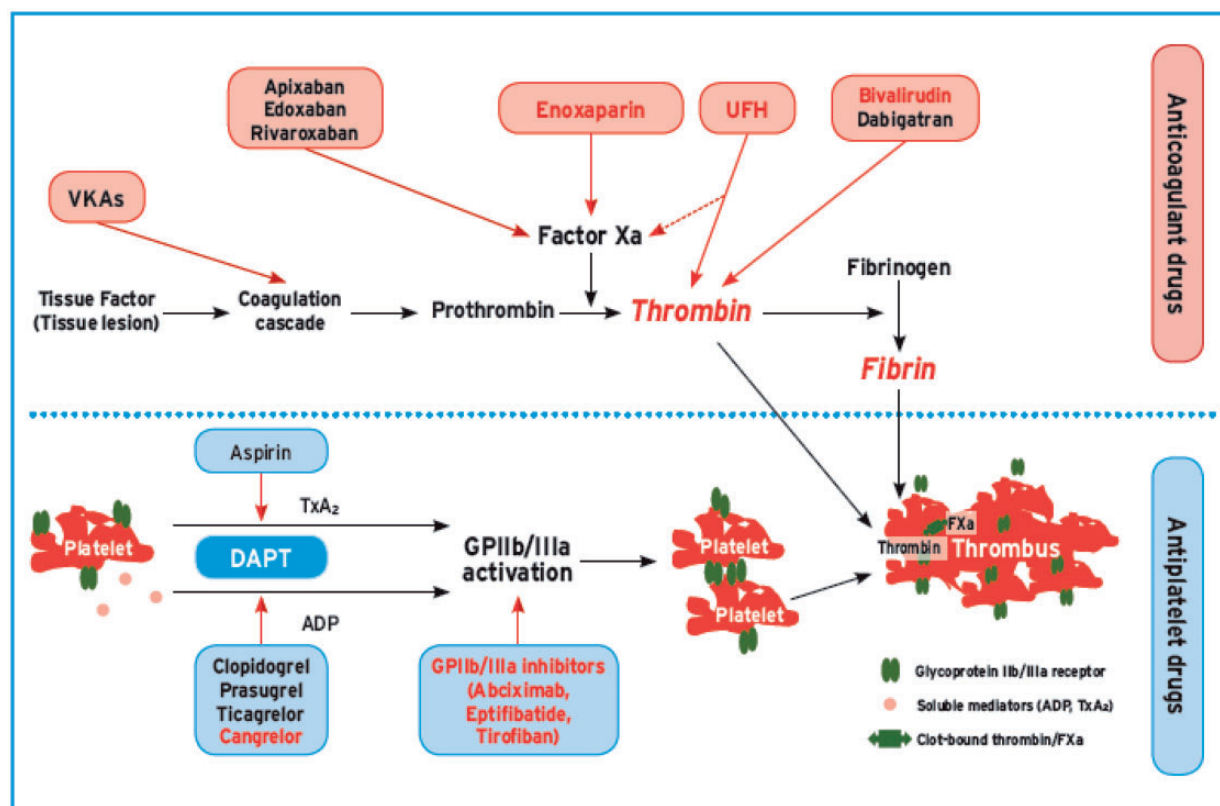 Apixaban
Edoxaban
Rivaroxaban
Enoxaparin
UFH
Bivalirudin
Dabigatran
Anticoagulant drugs
VKAs
Factor Xa
Fibrinogen
Tissue Factor
(Tissue lesion)
Coagulation
cascade
Prothrombin
Thrombin
Fibrin
Aspirin
TxA₂
Platelet
DAPT
ADP
GPIIb/IIIa
activation
Platelet
Platelet
FXa
Thrombin
Thrombus
Antiplatelet drugs
Clopidogrel
Prasugrel
Ticagrelor
Cangrelor
GPIIb/IIIa inhibitors
(Abciximab,
Eptifibatide,
Tirofiban)
Glycoprotein IIb/IIIa receptor
Soluble mediators (ADP, TxA₂)
Clot-bound thrombin/FXa